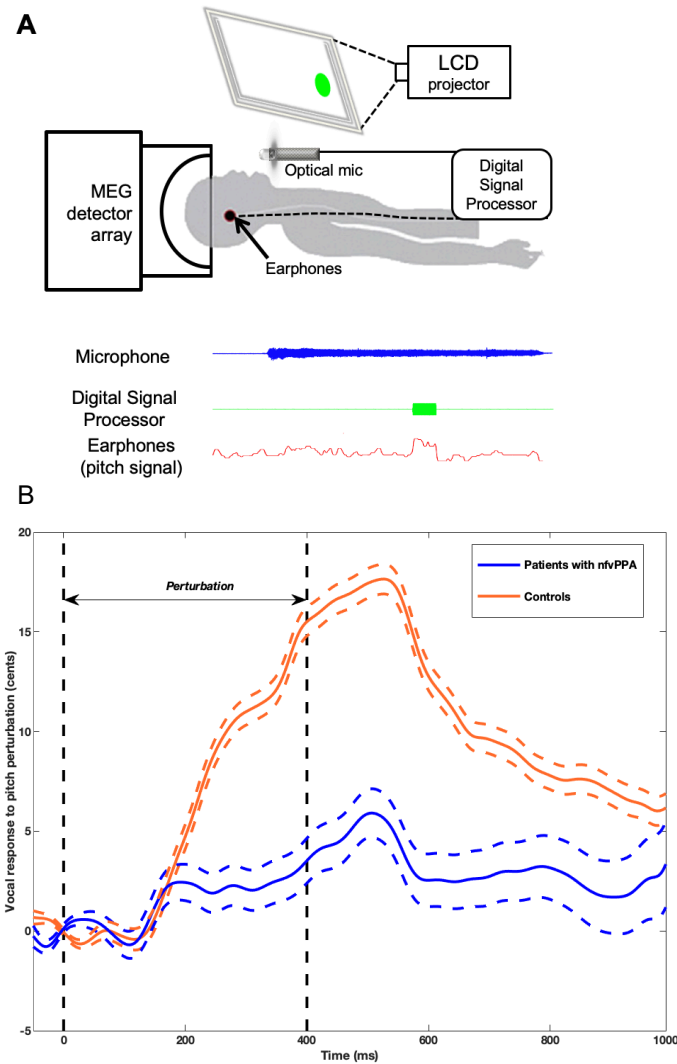 A
LCD
projector
Optical mic
Digital
Signal
Processor
MEG
detector
array
Earphones
Microphone
Digital Signal
Processor
Earphones
(pitch signal)
B
Vocal response to pitch perturbation (cents)
20
15
10
5
0
-5
Perturbation
Patients with nfvPPA
Controls
0
200
400
600
800
1000
Time (ms)